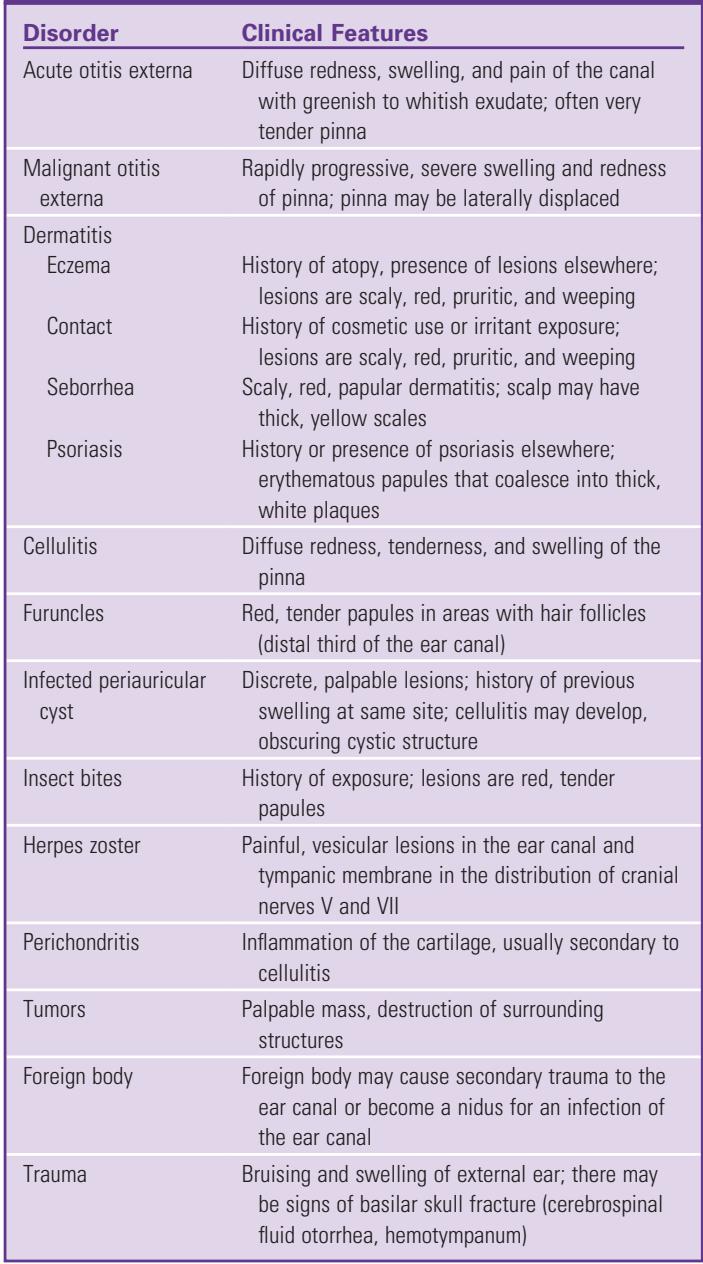 Disorder Clinical Features
Acute otitis externa Diffuse redness, swelling, and pain of the canal
with greenish to whitish exudate; often very
tender pinna
Malignant otitis Rapidly progressive, severe swelling and redness
externa of pinna; pinna may be laterally displaced
Dermatitis
Eczema History of atopy, presence of lesions elsewhere;
lesions are scaly, red, pruritic, and weeping
Contact History of cosmetic use or irritant exposure;
lesions are scaly, red, pruritic, and weeping
Seborrhea Scaly, red, papular dermatitis; scalp may have
thick, yellow scales
Psoriasis History or presence of psoriasis elsewhere;
erythematous papules that coalesce into thick,
white plaques
Cellulitis Diffuse redness, tenderness, and swelling of the
pinna
Furuncles Red, tender papules in areas with hair follicles
(distal third of the ear canal)
Infected periauricular Discrete, palpable lesions; history of previous
cyst swelling at same site; cellulitis may develop,
obscuring cystic structure
Insect bites History of exposure; lesions are red, tender
papules
Herpes zoster Painful, vesicular lesions in the ear canal and
tympanic membrane in the distribution of cranial
nerves V and VII
Perichondritis Inflammation of the cartilage, usually secondary to
cellulitis
Tumors Palpable mass, destruction of surrounding
structures
Foreign body Foreign body may cause secondary trauma to the
ear canal or become a nidus for an infection of
the ear canal
Trauma Bruising and swelling of external ear; there may
be signs of basilar skull fracture (cerebrospinal
fluid otorrhea, hemotympanum)